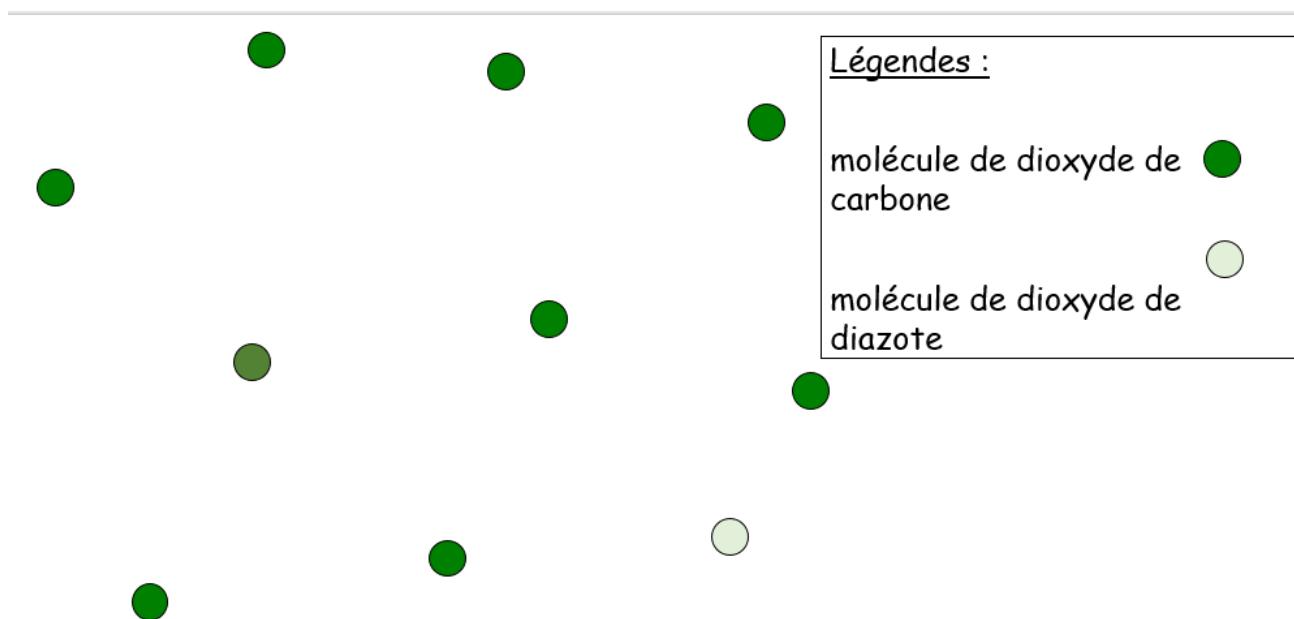 Légendes :
molécule de dioxyde de
carbone
molécule de dioxyde de
diazote